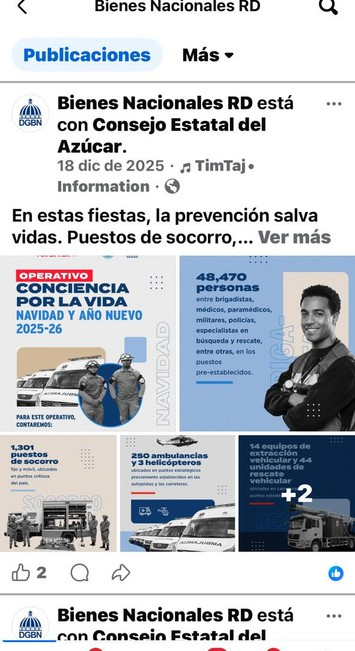 Bienes Nacionales RD
Publicaciones
Más
DGBN
Bienes Nacionales RD está
con Consejo Estatal del
Azúcar.
18 dic de 2025 · TimTaj •
Information ·
En estas fiestas, la prevención salva
vidas. Puestos de socorro,... Ver más
OPERATIVO
CONCIENCIA
POR LA VIDA
NAVIDAD Y AÑO NUEVO
2025-26
NAVIDAD
AMBULANCIA
PARA ESTE OPERATIVO,
CONTAREMOS:
48,470
personas
entre brigadistas,
médicos, paramédicos,
militares, policías,
especialistas en
búsqueda y rescate,
entre otras, en los
puestos
pre-establecidos.
1,301
puestos
de socorro
fijo y móvil, ubicados
en puntos críticos
del país.
SOCORRO
250 ambulancias
y 3 helicópteros
ubicados en puntos estratégicos
previamente establecidos en las
autopistas y las carreteras.
AMBULANCIA
14 equipos de
extracción
vehicular y 44
unidades de
rescate
vehicular
+2
2
DGBN
Bienes Nacionales RD está
con Consejo Estatal del